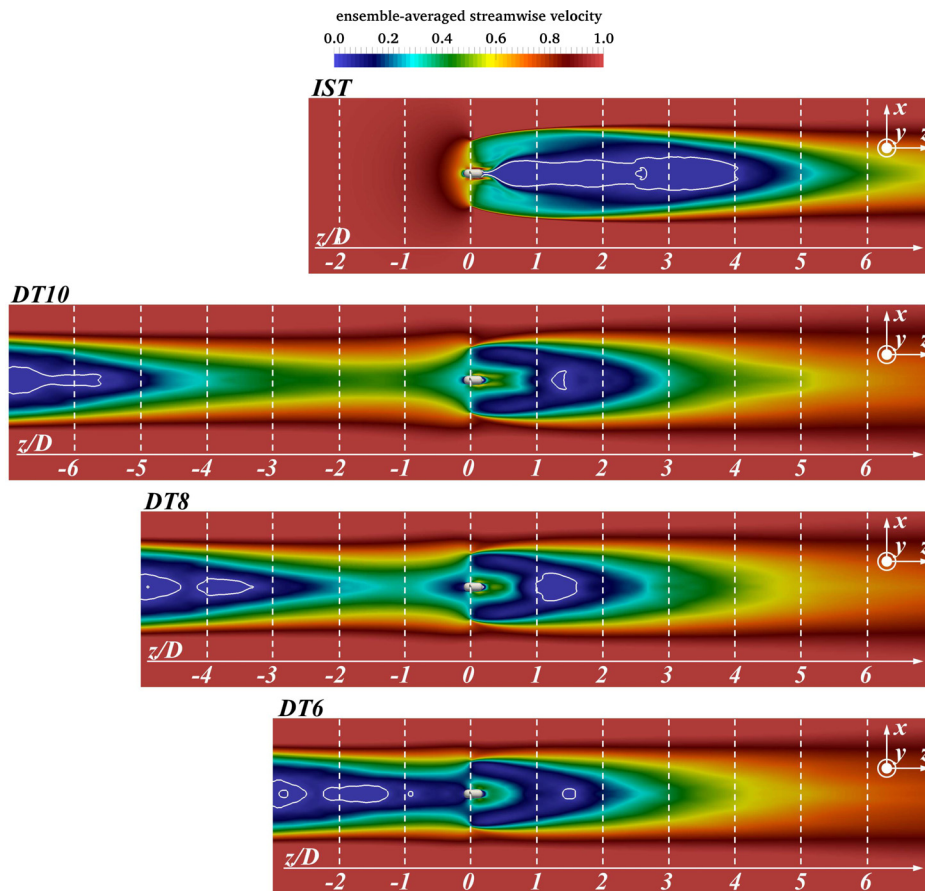 ensemble-averaged streamwise velocity
0.0 0.2 0.4 0.6 0.8 1.0
IST
x
y z
z/D
-2 -1 0 1 2 3 4 5 6
DT10
x
y z
z/D
-6 -5 -4 -3 -2 -1 0 1 2 3 4 5 6
DT8
x
y z
z/D
-4 -3 -2 -1 0 1 2 3 4 5 6
DT6
x
y z
z/D
-2 -1 0 1 2 3 4 5 6